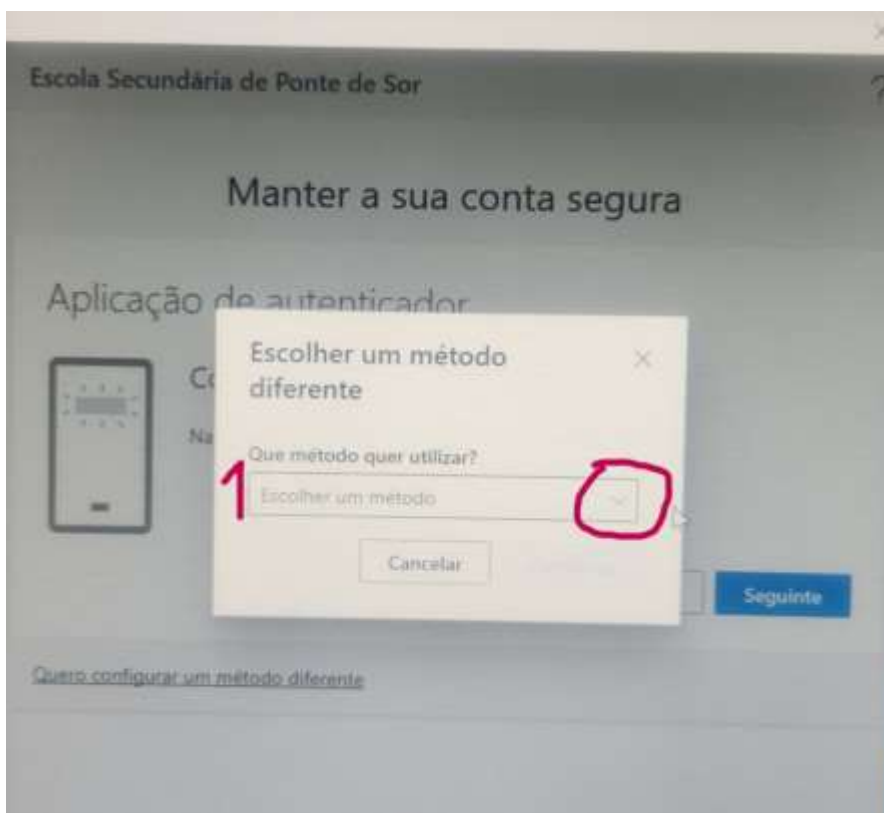 Escola Secundária de Ponte de Sor
?
Manter a sua conta segura
Aplicação de autenticador
Escolher um método
diferente
Que método quer utilizar?
1
Escolher um método
Cancelar
Seguinte
Quero configurar um método diferente